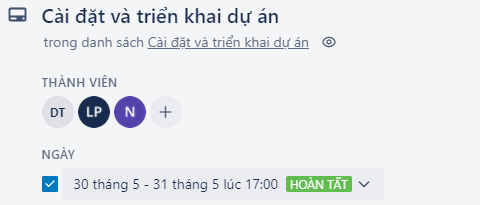 Cài đặt và triển khai dự án
trong danh sách Cài đặt và triển khai dự án
THÀNH VIÊN
DT LP N +
NGÀY
30 tháng 5 - 31 tháng 5 lúc 17:00 HOÀN TẤT